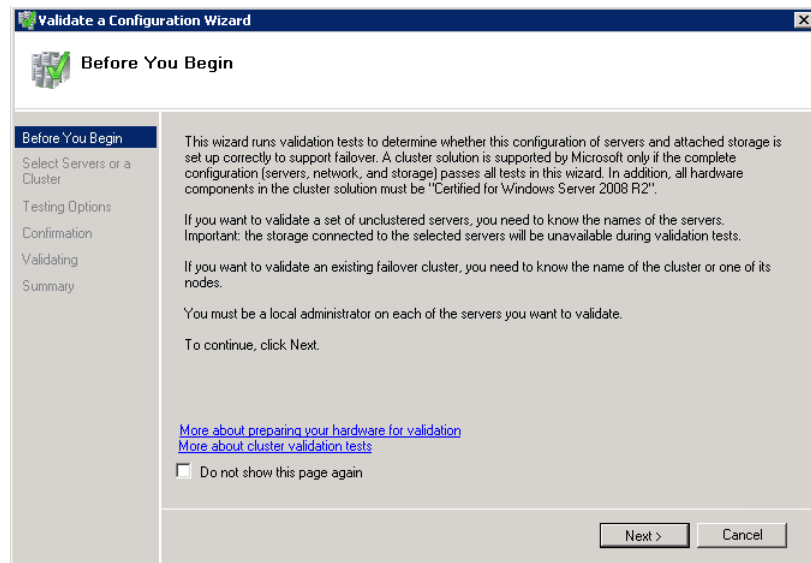 Validate a Configuration Wizard
Before You Begin
Before You Begin
Select Servers or a
Cluster
Testing Options
Confirmation
Validating
Summary
This wizard runs validation tests to determine whether this configuration of servers and attached storage is
set up correctly to support failover. A cluster solution is supported by Microsoft only if the complete
configuration (servers, network, and storage) passes all tests in this wizard. In addition, all hardware
components in the cluster solution must be "Certified for Windows Server 2008 R2".
If you want to validate a set of unclustered servers, you need to know the names of the servers.
Important: the storage connected to the selected servers will be unavailable during validation tests.
If you want to validate an existing failover cluster, you need to know the name of the cluster or one of its
nodes.
You must be a local administrator on each of the servers you want to validate.
To continue, click Next.
More about preparing your hardware for validation
More about cluster validation tests
Do not show this page again
Next >
Cancel